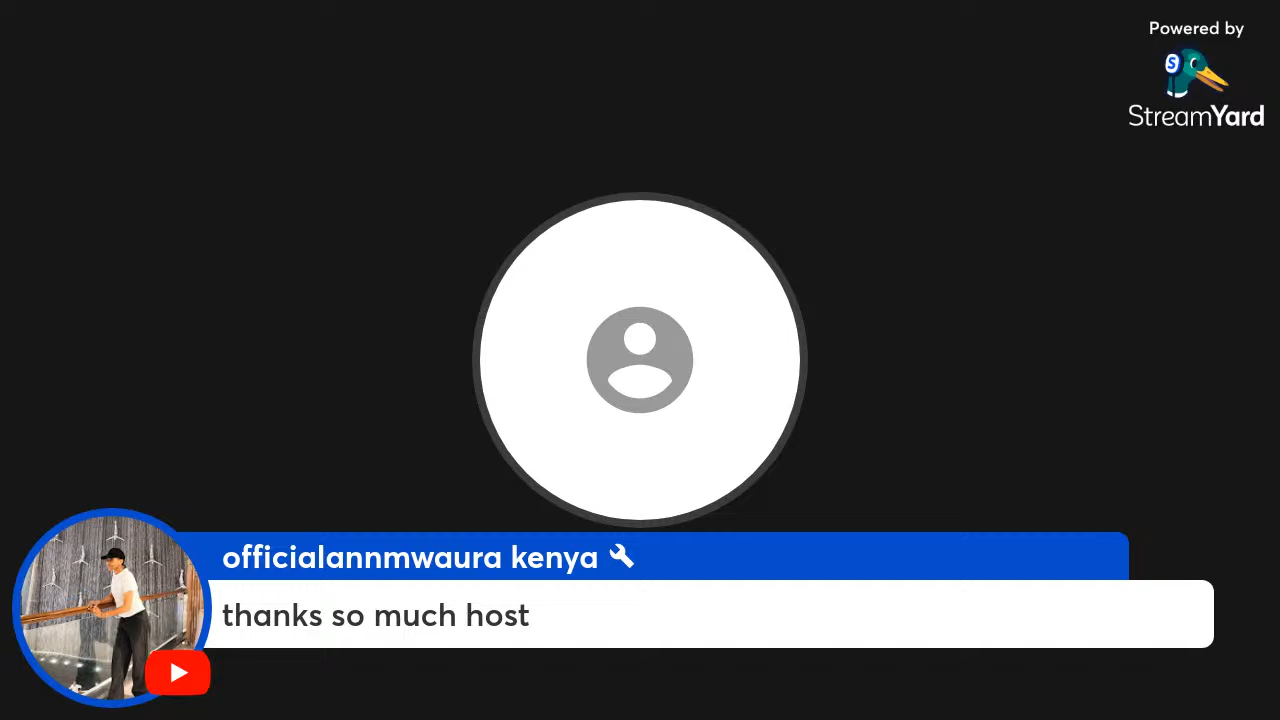 Powered by
S
StreamYard
officialannmwaura kenya
thanks so much host